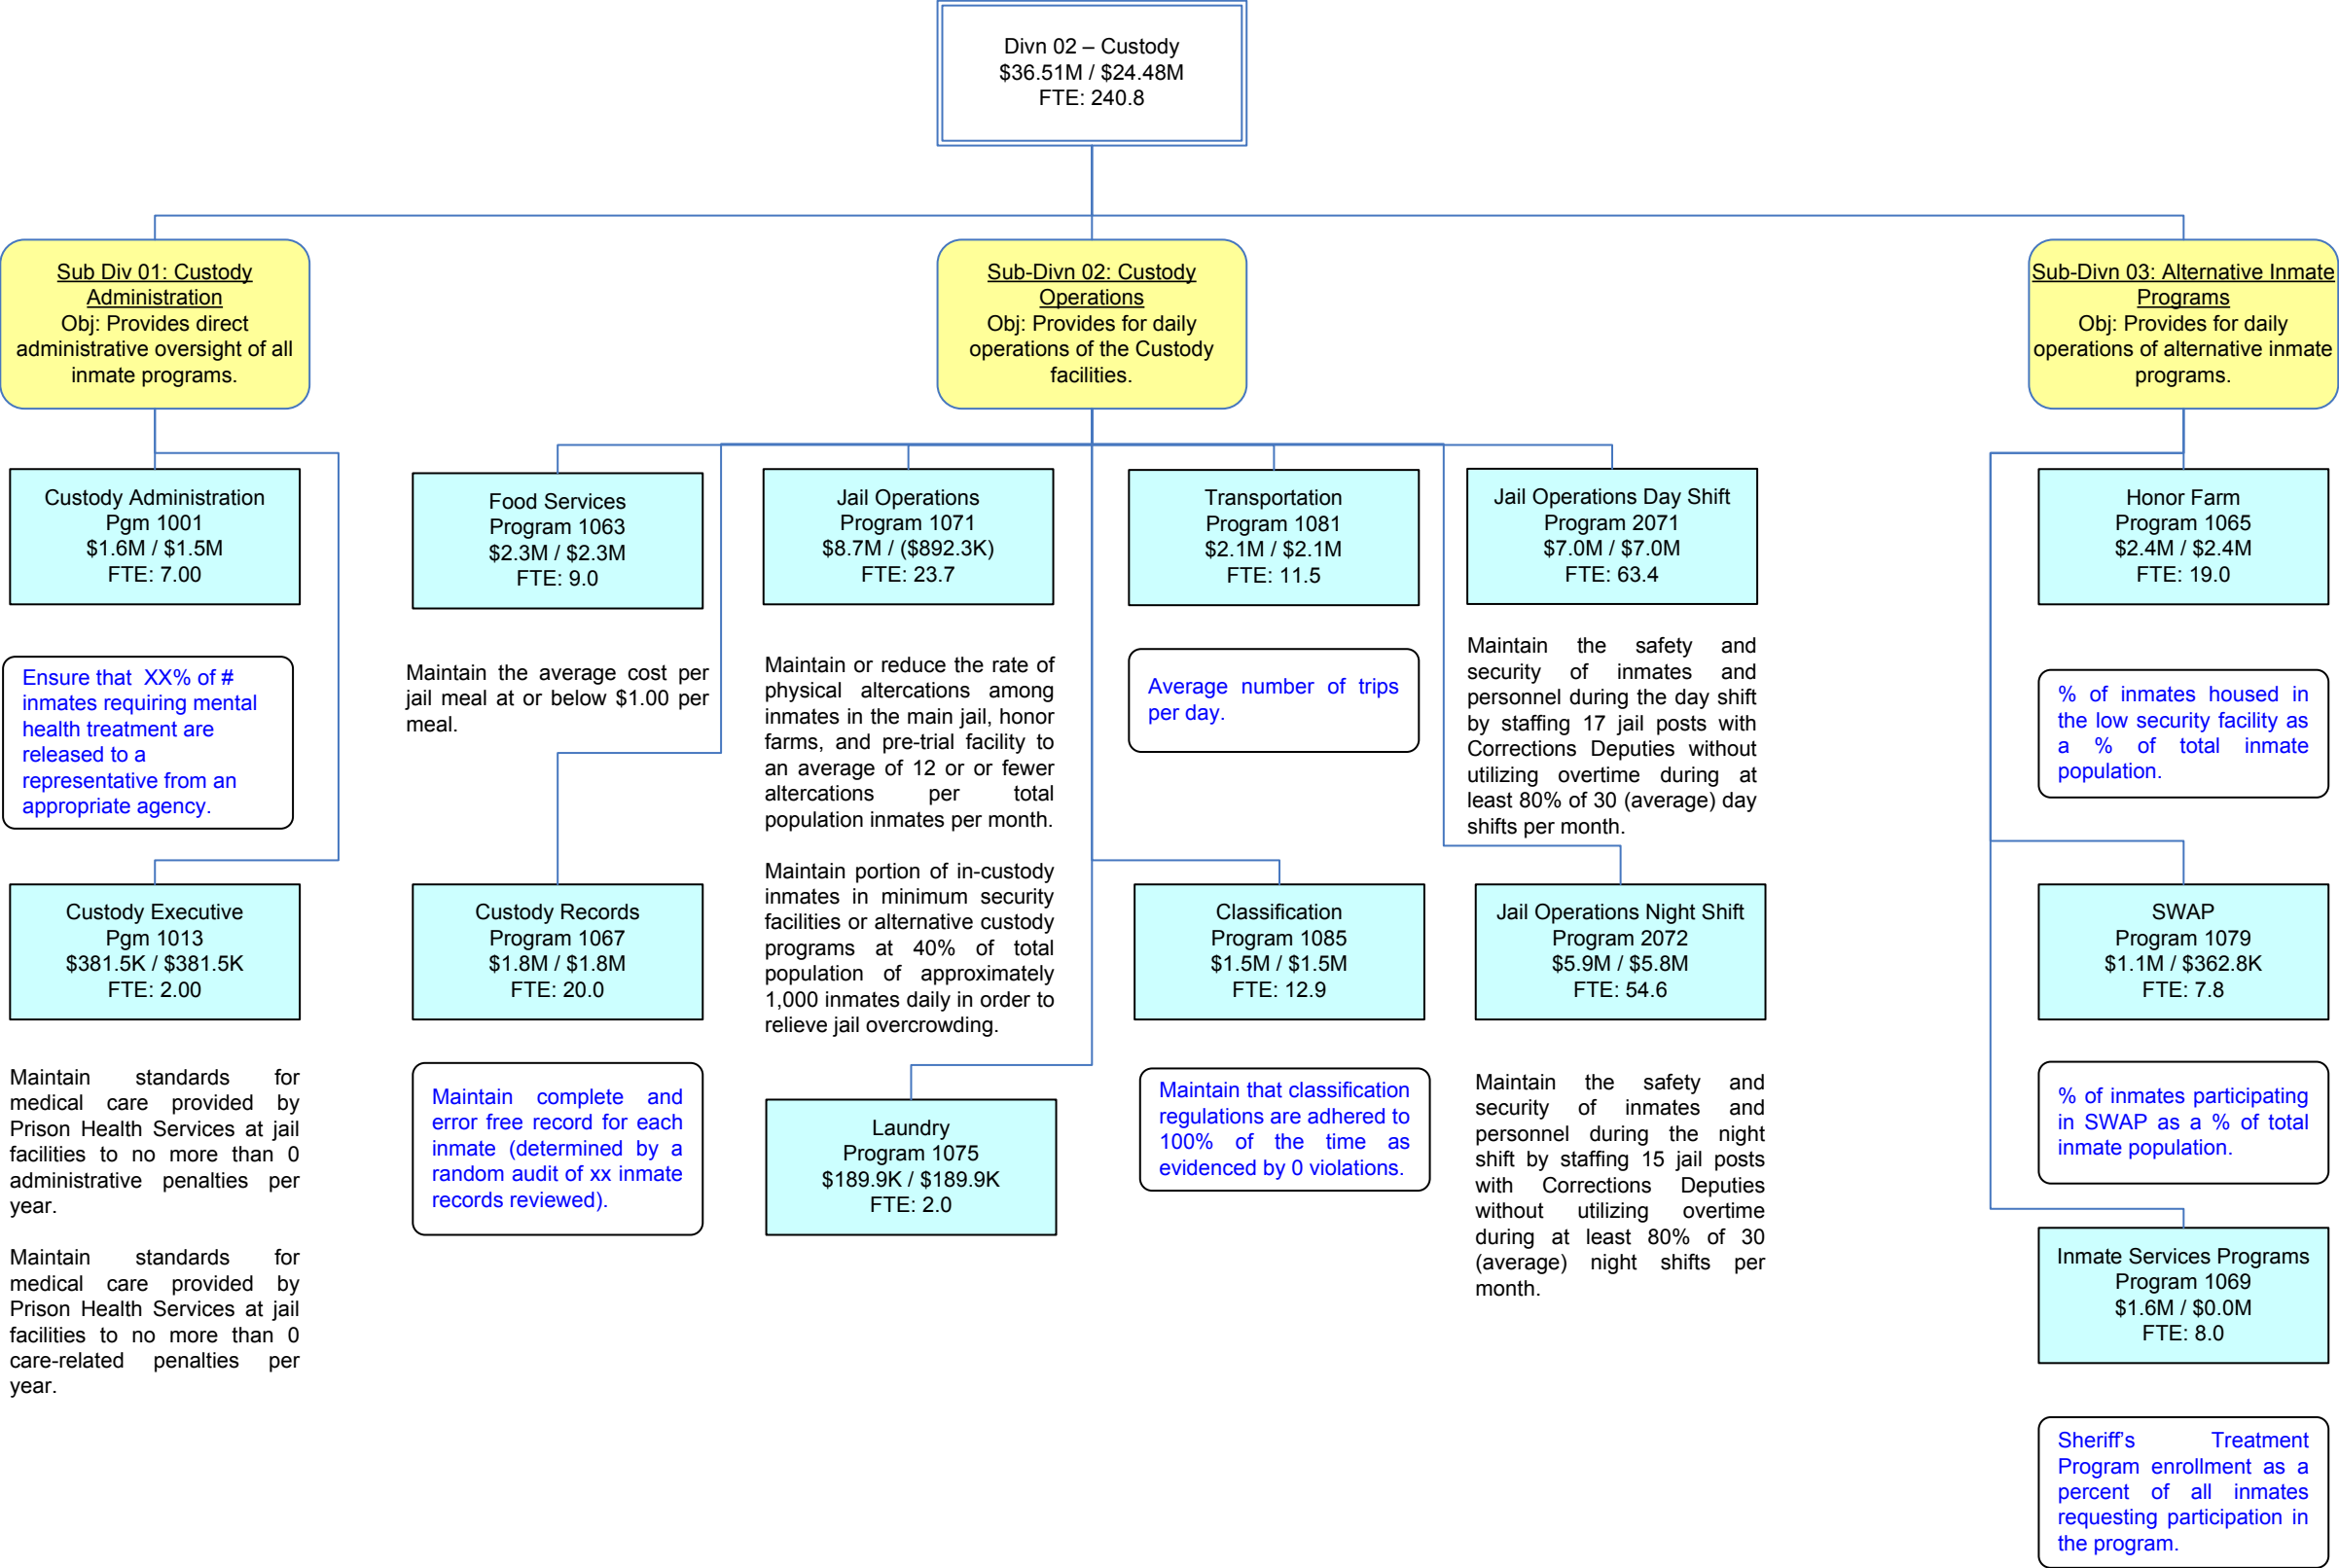 Divn 02 – Custody
$36.51M / $24.48M
FTE: 240.8
Sub Div 01: Custody
Administration
Obj: Provides direct
administrative oversight of all
inmate programs.
Sub-Divn 02: Custody
Operations
Obj: Provides for daily
operations of the Custody
facilities.
Sub-Divn 03: Alternative Inmate
Programs
Obj: Provides for daily
operations of alternative inmate
programs.
Custody Administration
Pgm 1001
$1.6M / $1.5M
FTE: 7.00
Food Services
Program 1063
$2.3M / $2.3M
FTE: 9.0
Jail Operations
Program 1071
$8.7M / ($892.3K)
FTE: 23.7
Transportation
Program 1081
$2.1M / $2.1M
FTE: 11.5
Jail Operations Day Shift
Program 2071
$7.0M / $7.0M
FTE: 63.4
Honor Farm
Program 1065
$2.4M / $2.4M
FTE: 19.0
Ensure that XX% of #
inmates requiring mental
health treatment are
released to a
representative from an
appropriate agency.
Maintain the average cost per
jail meal at or below $1.00 per
meal.
Maintain or reduce the rate of
physical altercations among
inmates in the main jail, honor
farms, and pre-trial facility to
an average of 12 or or fewer
altercations per total
population inmates per month.
Maintain portion of in-custody
inmates in minimum security
facilities or alternative custody
programs at 40% of total
population of approximately
1,000 inmates daily in order to
relieve jail overcrowding.
Average number of trips
per day.
Maintain the safety and
security of inmates and
personnel during the day shift
by staffing 17 jail posts with
Corrections Deputies without
utilizing overtime during at
least 80% of 30 (average) day
shifts per month.
% of inmates housed in
the low security facility as
a % of total inmate
population.
Custody Executive
Pgm 1013
$381.5K / $381.5K
FTE: 2.00
Custody Records
Program 1067
$1.8M / $1.8M
FTE: 20.0
Classification
Program 1085
$1.5M / $1.5M
FTE: 12.9
Jail Operations Night Shift
Program 2072
$5.9M / $5.8M
FTE: 54.6
SWAP
Program 1079
$1.1M / $362.8K
FTE: 7.8
Maintain standards for
medical care provided by
Prison Health Services at jail
facilities to no more than 0
administrative penalties per
year.
Maintain standards for
medical care provided by
Prison Health Services at jail
facilities to no more than 0
care-related penalties per
year.
Maintain complete and
error free record for each
inmate (determined by a
random audit of xx inmate
records reviewed).
Laundry
Program 1075
$189.9K / $189.9K
FTE: 2.0
Maintain that classification
regulations are adhered to
100% of the time as
evidenced by 0 violations.
Maintain the safety and
security of inmates and
personnel during the night
shift by staffing 15 jail posts
with Corrections Deputies
without utilizing overtime
during at least 80% of 30
(average) night shifts per
month.
% of inmates participating
in SWAP as a % of total
inmate population.
Inmate Services Programs
Program 1069
$1.6M / $0.0M
FTE: 8.0
Sheriff’s Treatment
Program enrollment as a
percent of all inmates
requesting participation in
the program.